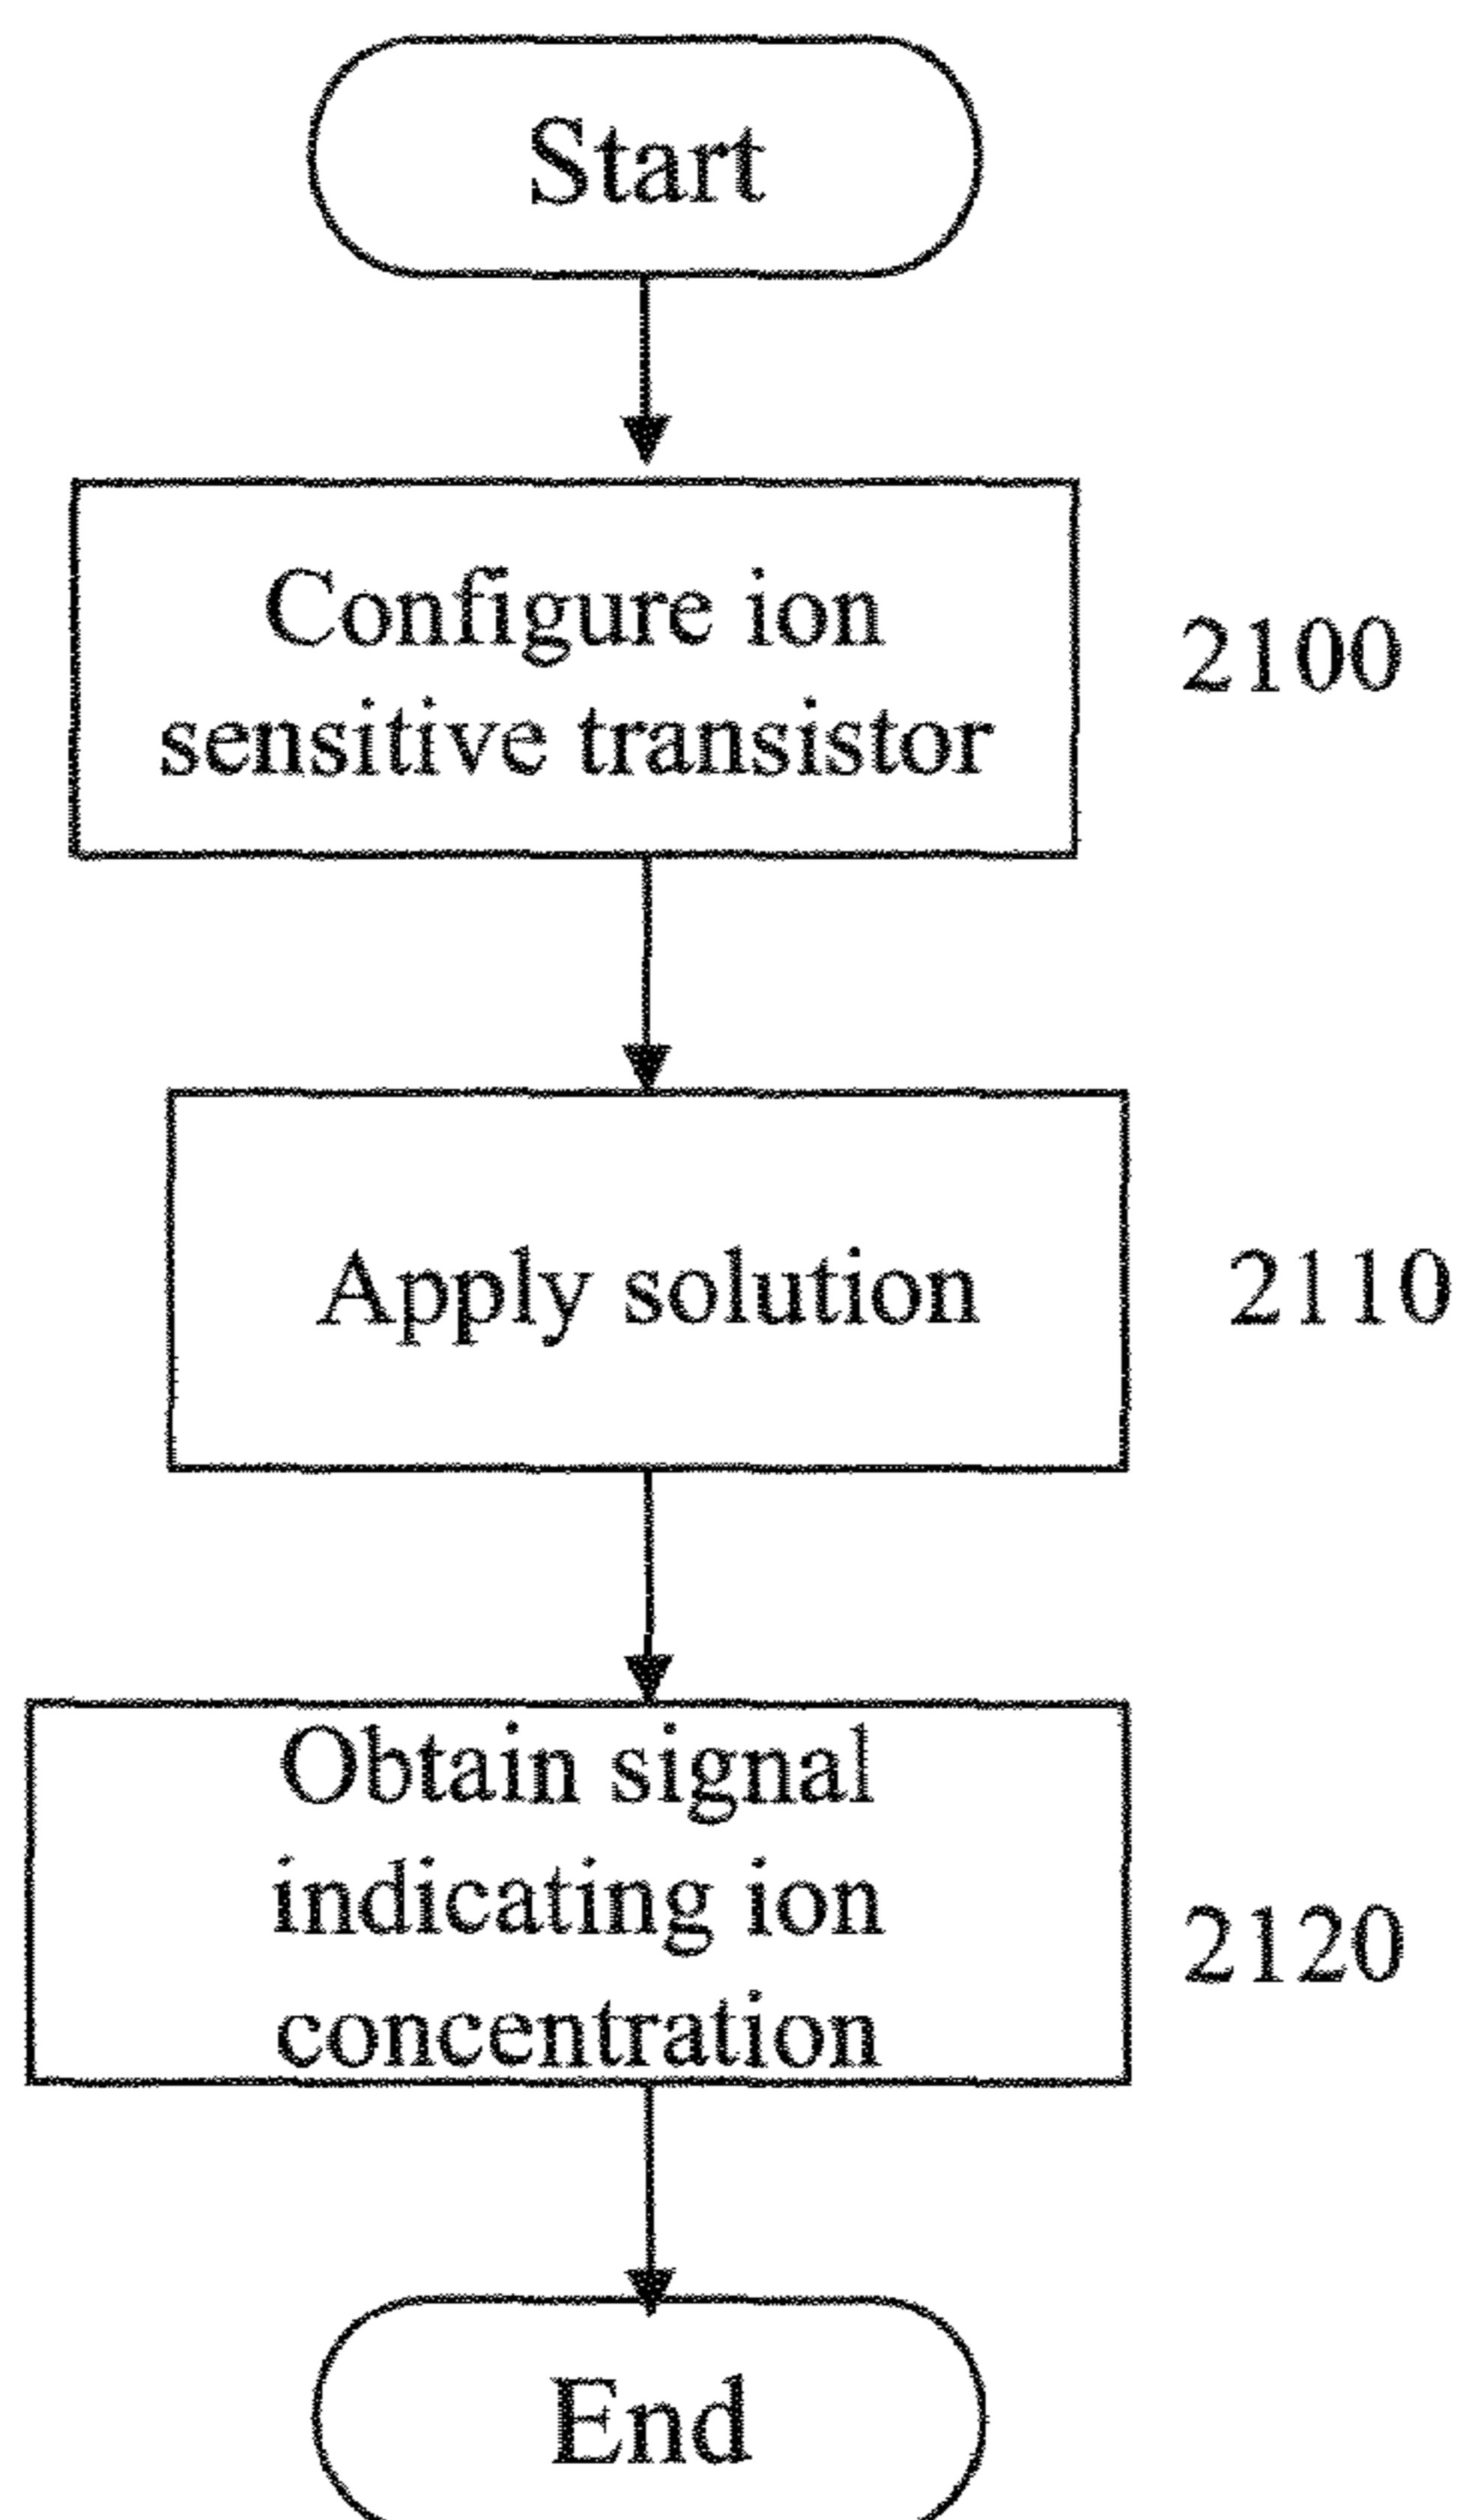 Start
Configure ion
sensitive transistor
2100
Apply solution
2110
Obtain signal
indicating ion
concentration
2120
End